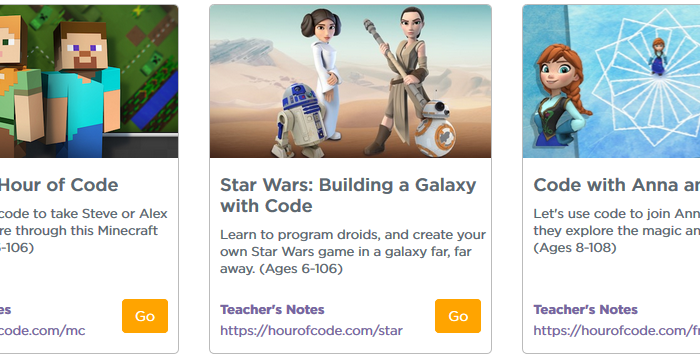 Hour of Code
code to take Steve or Alex
re through this Minecraft
-106)
es
Go
code.com/mc
Star Wars: Building a Galaxy
with Code
Learn to program droids, and create your
own Star Wars game in a galaxy far, far
away. (Ages 6-106)
Teacher's Notes
Go
https://hourofcode.com/star
Code with Anna an
Let's use code to join Ann
they explore the magic an
(Ages 8-108)
Teacher's Notes
https://hourofcode.com/fr